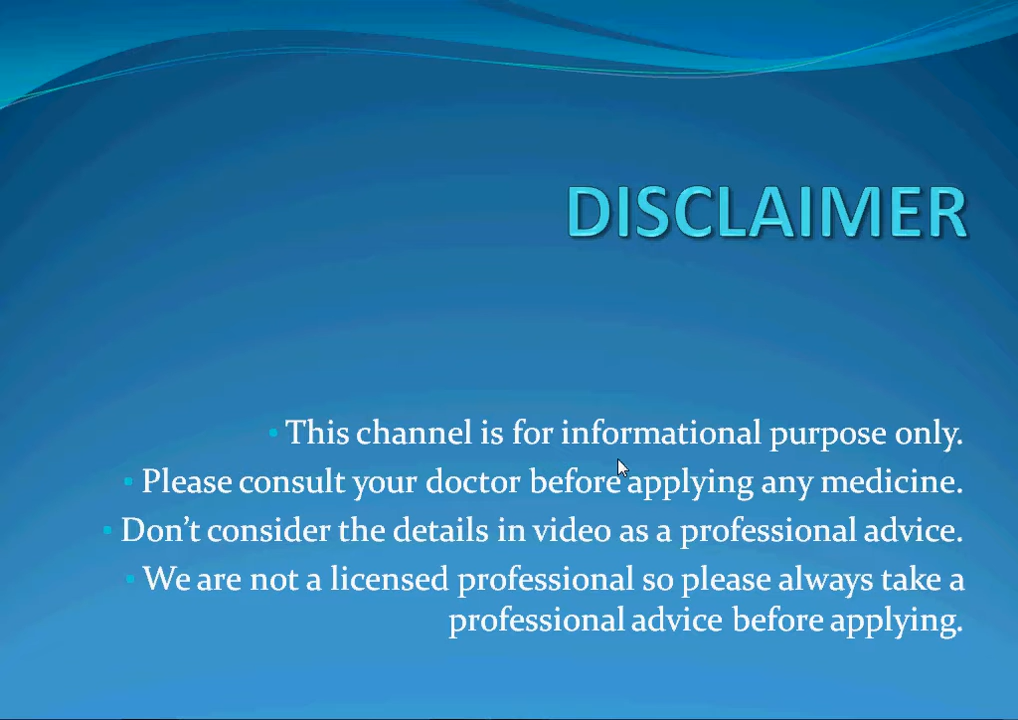 DISCLAIMER
• This channel is for informational purpose only.
• Please consult your doctor before applying any medicine.
• Don't consider the details in video as a professional advice.
• We are not a licensed professional so please always take a
professional advice before applying.